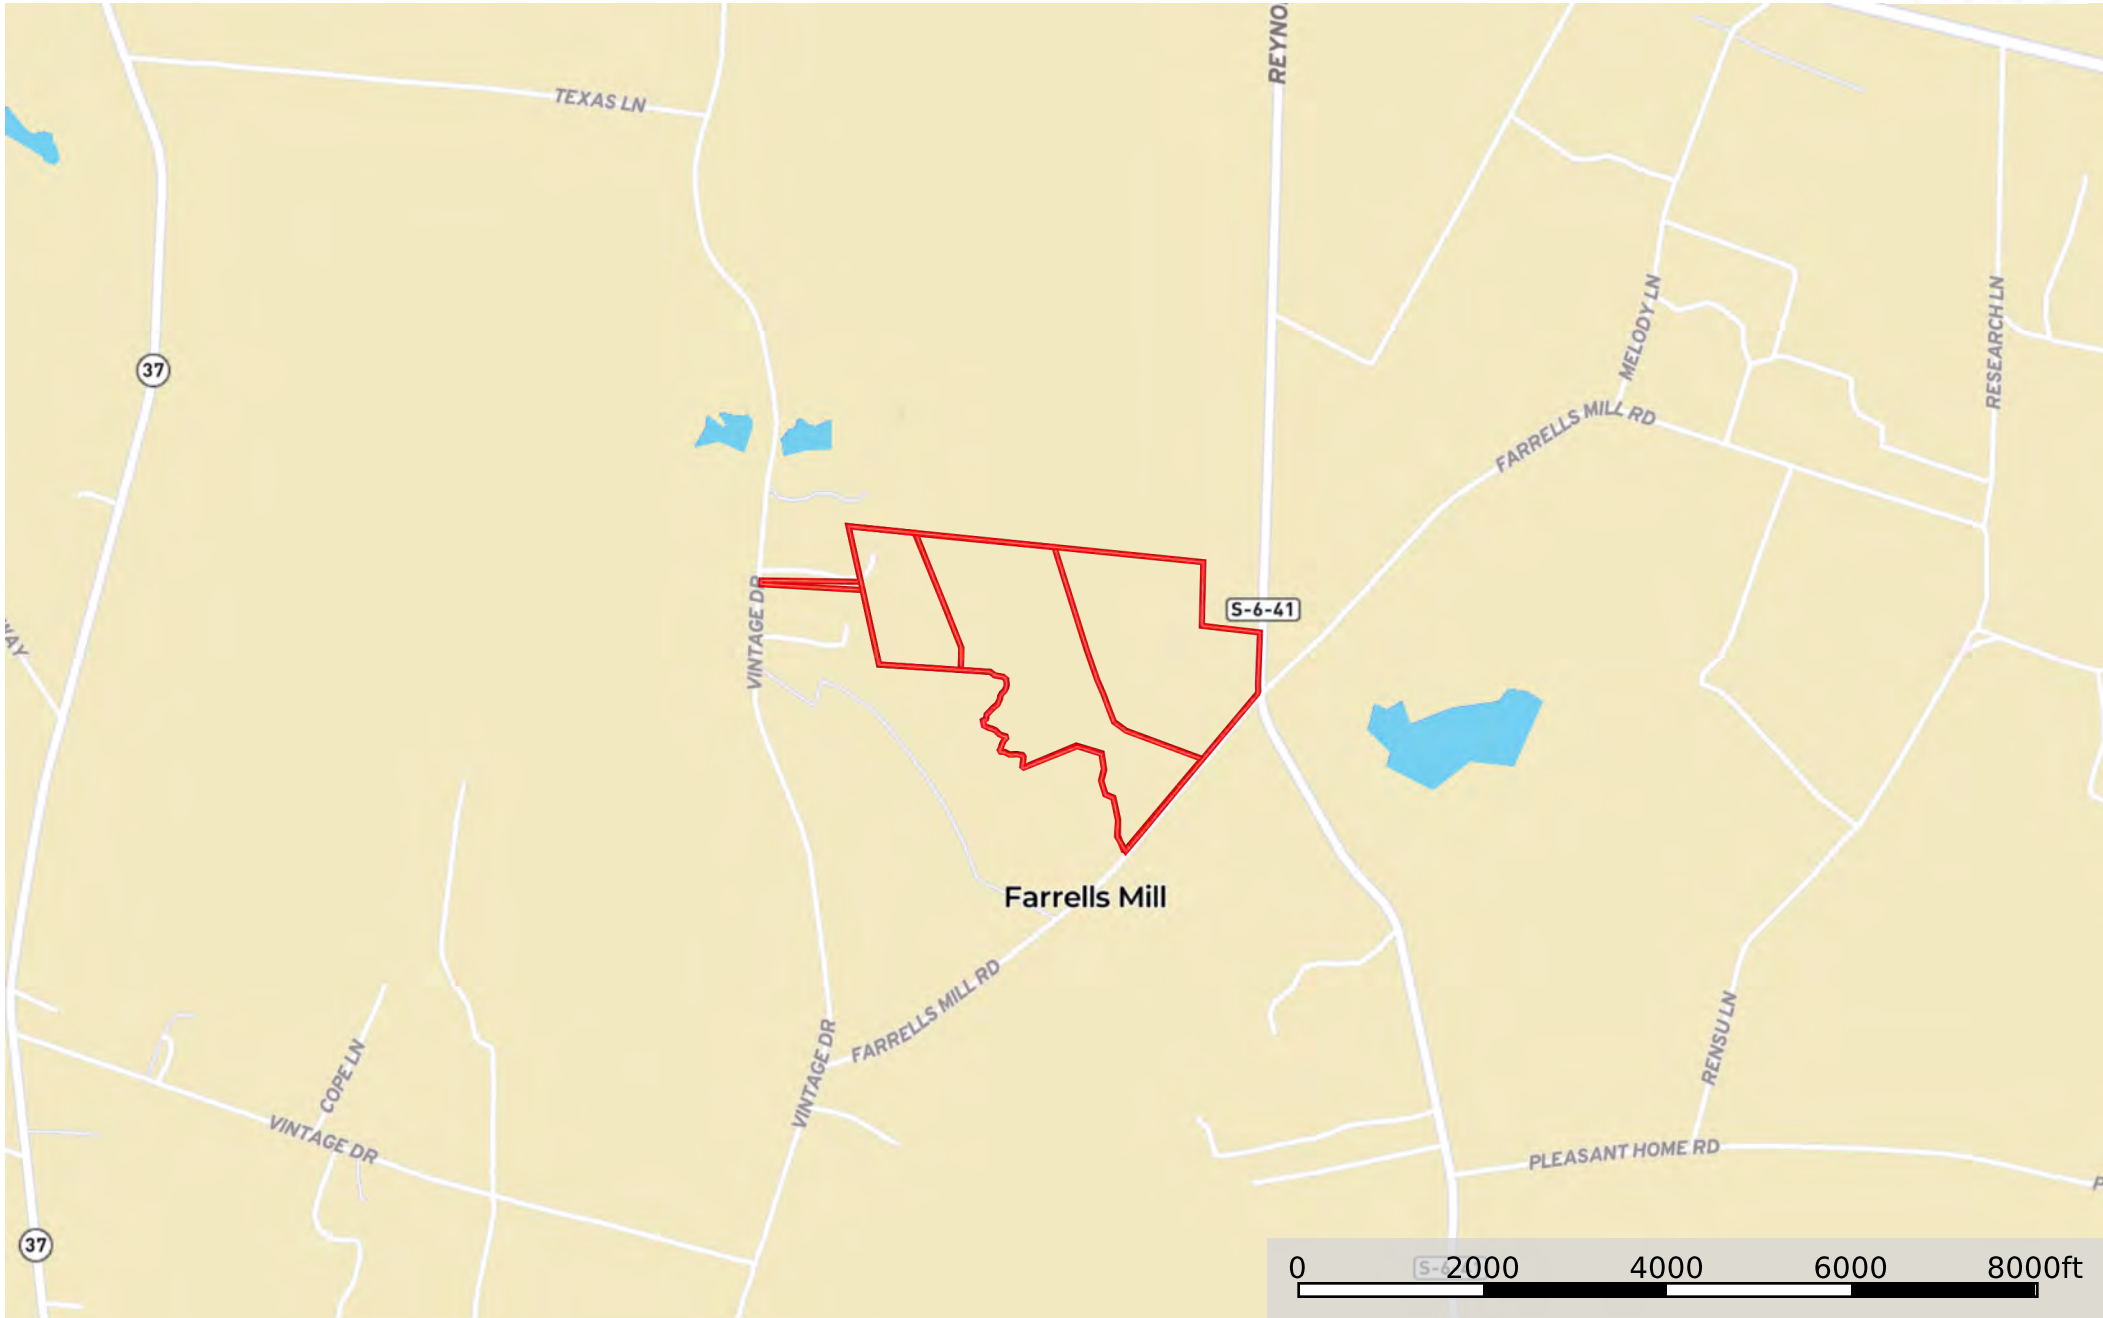 REYNO
TEXAS LN
MELODY LN
RESEARCH LN
37
FARRELLS MILL RD
S-6-41
VINTAGE DR
WAY
Farrells Mill
FARRELLS MILL RD
VINTAGE DR
COPE LN
VINTAGE DR
RENSU LN
PLEASANT HOME RD
P
37
0 2000 4000 6000 8000ft